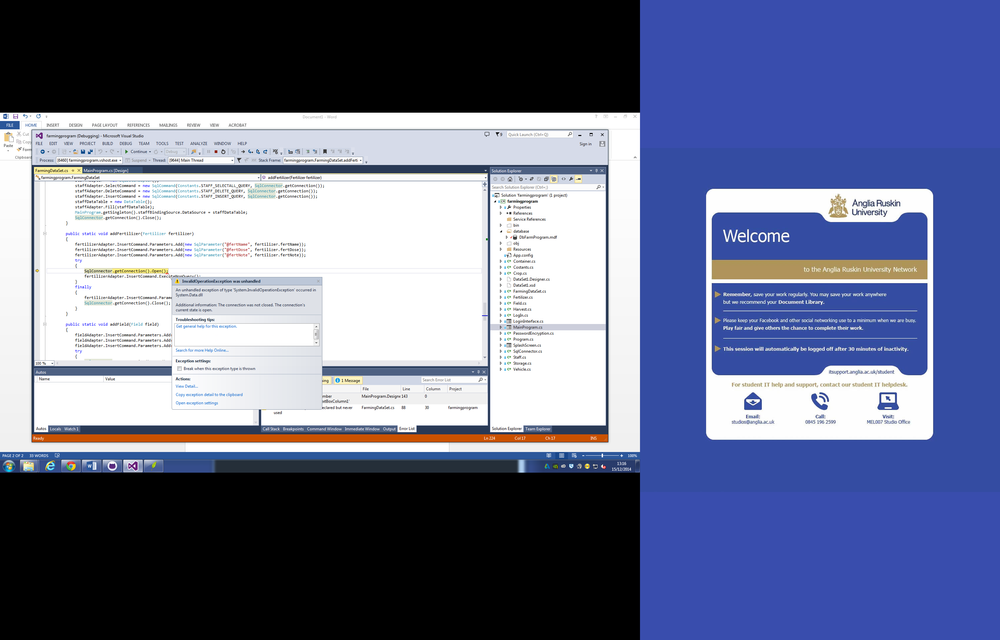 Document1 - Word
FILE HOME INSERT DESIGN PAGE LAYOUT REFERENCES MAILINGS REVIEW VIEW ACROBAT
Cut
Copy
Paste
Form
Clipboard
farmingprogram (Debugging) - Microsoft Visual Studio
9
Quick Launch (Ctrl+Q)
FILE EDIT VIEW PROJECT BUILD DEBUG TEAM TOOLS TEST ANALYZE WINDOW HELP
Sign in
Continue
Debug
Process: [6460] farmingprogram.vshost.exe Suspend Thread: [9644] Main Thread Stack Frame: farmingprogram.FarmingDataSet.addFerti
FarmingDataSet.cs MainProgram.cs [Design]
farmingprogram.FarmingDataSet addFertilizer(Fertilizer fertilizer)
staffAdapter.SelectCommand = new SqlCommand(Constants.STAFF_SELECTALL_QUERY, SqlConnector.getConnection());
staffAdapter.DeleteCommand = new SqlCommand(Constants.STAFF_DELETE_QUERY, SqlConnector.getConnection());
staffAdapter.InsertCommand = new SqlCommand(Constants.STAFF_INSERT_QUERY, SqlConnector.getConnection());
staffDataTable = new DataTable();
staffAdapter.Fill(staffDataTable);
MainProgram.getSingleton().staffBindingSource.DataSource = staffDataTable;
SqlConnector.getConnection().Close();
}
public static void addFertilizer(Fertilizer fertilizer)
{
fertilizerAdapter.InsertCommand.Parameters.Add(new SqlParameter("@fertName", fertilizer.fertName));
fertilizerAdapter.InsertCommand.Parameters.Add(new SqlParameter("@fertDose", fertilizer.fertDose));
fertilizerAdapter.InsertCommand.Parameters.Add(new SqlParameter("@fertNote", fertilizer.fertNote));
try
{
SqlConnector.getConnection().Open();
fertilizerAdapter.InsertCommand.ExecuteNonQuery();
}
finally
{
fertilizerAdapter.InsertCommand.Parame
SqlConnector.getConnection().Close();
}
}
public static void addField(Field field)
{
fieldAdapter.InsertCommand.Parameters.Add
fieldAdapter.InsertCommand.Parameters.Add
fieldAdapter.InsertCommand.Parameters.Add
try
{
100 %
InvalidOperationException was unhandled
An unhandled exception of type 'System.InvalidOperationException' occurred in
System.Data.dll
Additional information: The connection was not closed. The connection's
current state is open.
Troubleshooting tips:
Get general help for this exception.
Search for more Help Online...
Exception settings:
Break when this exception type is thrown
Actions:
View Detail...
Copy exception detail to the clipboard
Open exception settings
Autos
Name Value
Autos Locals Watch 1
ing 1 Message
Search Error List
File Line Column Project
mber MainProgram.Designe 143 0
extBoxColumn1'
eclared but never FarmingDataSet.cs 88 30 farmingprogram
used
Call Stack Breakpoints Command Window Immediate Window Output Error List
Solution Explorer
Search Solution Explorer (Ctrl+;)
Solution 'farmingprogram' (1 project)
farmingprogram
Properties
References
Service References
bin
database
DbFarmProgram.mdf
obj
Resources
App.config
Container.cs
Costants.cs
Crop.cs
DataSet1.Designer.cs
DataSet1.xsd
FarmingDataSet.cs
Fertilizer.cs
Field.cs
Harvest.cs
LogIn.cs
LoginInterface.cs
MainProgram.cs
PasswordEncryption.cs
Program.cs
SplashScreen.cs
SqlConnector.cs
Staff.cs
Storage.cs
Vehicle.cs
Solution Explorer Team Explorer
Ready Ln 224 Col 17 Ch 17 INS
PAGE 2 OF 2 33 WORDS 100%
13:16
15/12/2014
Anglia Ruskin
University
Welcome
to the Anglia Ruskin University Network
Remember, save your work regularly. You may save your work anywhere
but we recommend your Document Library.
Please keep your Facebook and other social networking use to a minimum when we are busy.
Play fair and give others the chance to complete their work.
This session will automatically be logged off after 30 minutes of inactivity.
itsupport.anglia.ac.uk/student
For student IT help and support, contact our student IT helpdesk.
Email: Call: Visit:
studios@anglia.ac.uk 0845 196 2599 MEL007 Studio Office